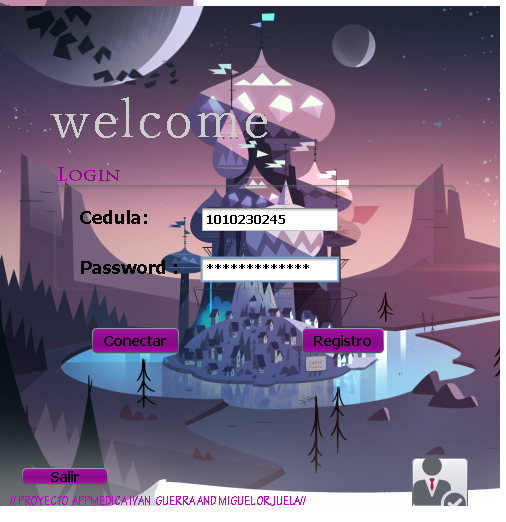 welcome
Login
Cedula:
1010230245
Password :
*************
Conectar
Registro
Salir
// PROYECTO APPMEDICA IVAN GUERRA AND MIGUEL ORJUELA//